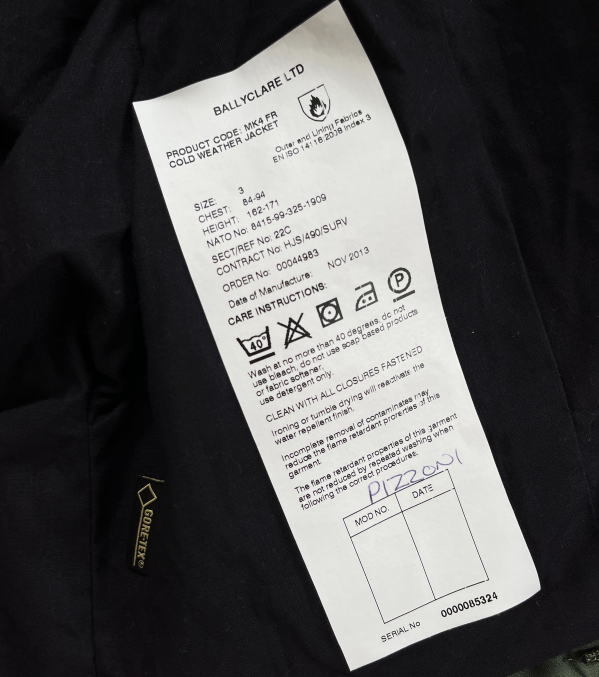 BALLYCLARE LTD
PRODUCT CODE: MK4 FR
COLD WEATHER JACKET
Outer and Lining Fabrics
EN ISO 14116:2008 Index 3
SIZE: 3
CHEST: 84-94
HEIGHT: 162-171
NATO No: 8415-99-325-1909
SECT/REF No: 22C
CONTRACT No: HJS/490/SURV
ORDER No: 00044983
Date of Manufacture: NOV 2013
CARE INSTRUCTIONS:
40°
P
Wash at no more than 40 degrees, do not
use bleach, do not use soap based products
or fabric softener.
use detergent only.
CLEAN WITH ALL CLOSURES FASTENED
Ironing or tumble drying will reactivate the
water repellent finish.
Incomplete removal of contaminates may
reduce the flame retardant properties of this
garment.
The flame retardant properties of this garment
are not reduced by repeated washing when
following the correct procedures.
PIZZONI
MOD NO. DATE
SERIAL No 0000085324
GORE-TEX®